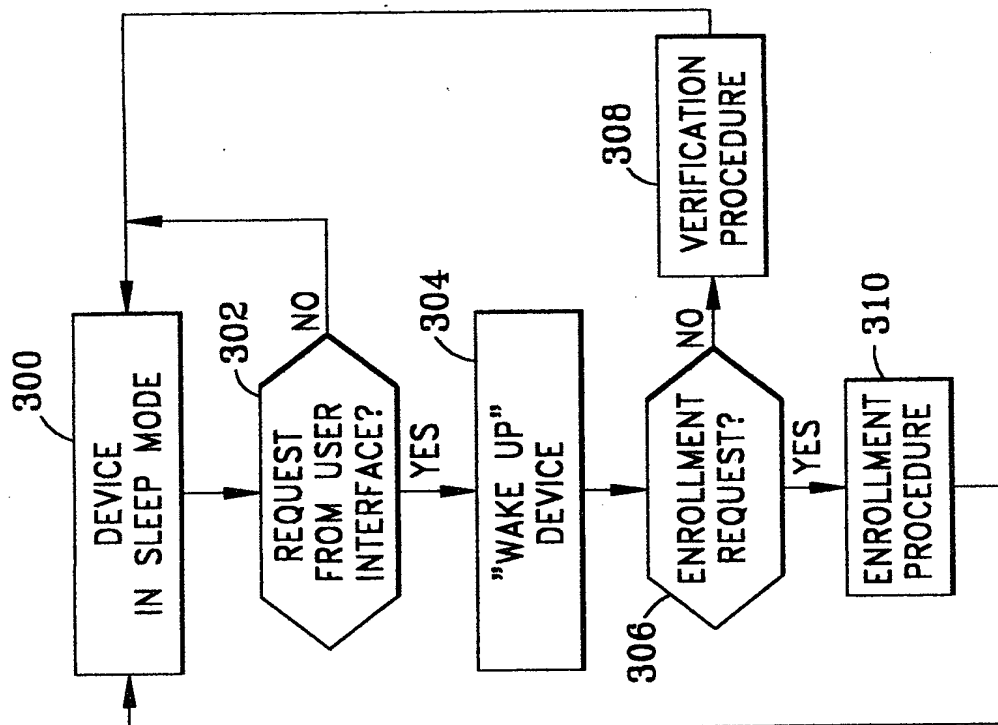 300
DEVICE
IN SLEEP MODE
302
REQUEST
FROM USER
INTERFACE?
NO
YES
304
"WAKE UP"
DEVICE
306
ENROLLMENT
REQUEST?
NO
YES
308
VERIFICATION
PROCEDURE
310
ENROLLMENT
PROCEDURE